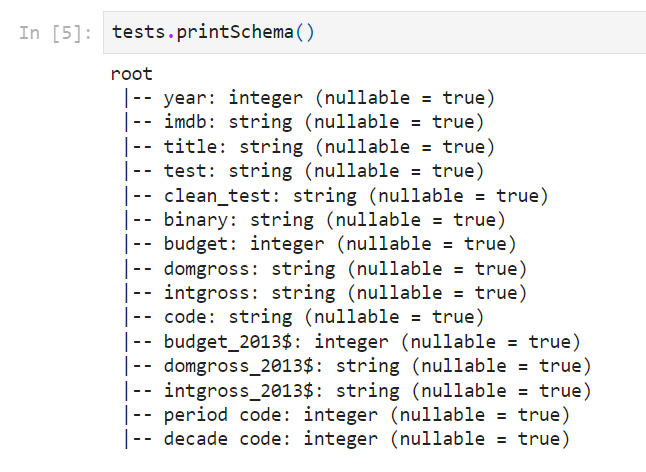 In [5]: tests.printSchema()
root
|-- year: integer (nullable = true)
|-- imdb: string (nullable = true)
|-- title: string (nullable = true)
|-- test: string (nullable = true)
|-- clean_test: string (nullable = true)
|-- binary: string (nullable = true)
|-- budget: integer (nullable = true)
|-- domgross: string (nullable = true)
|-- intgross: string (nullable = true)
|-- code: string (nullable = true)
|-- budget_2013$: integer (nullable = true)
|-- domgross_2013$: string (nullable = true)
|-- intgross_2013$: string (nullable = true)
|-- period code: integer (nullable = true)
|-- decade code: integer (nullable = true)